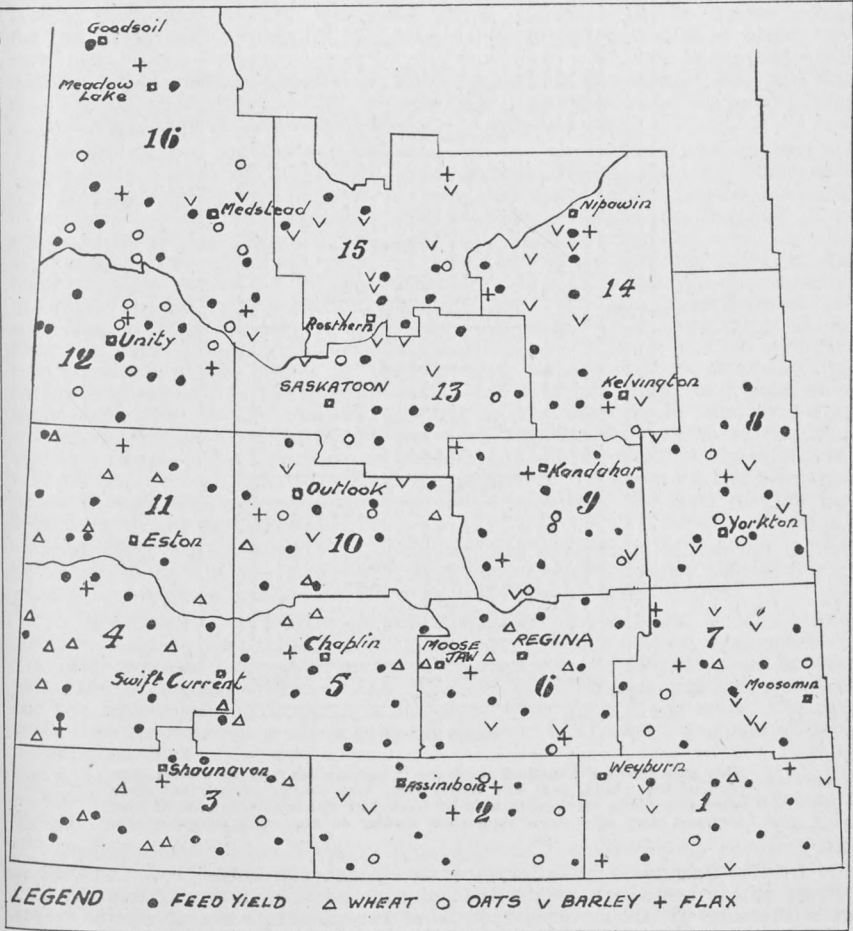 Goodsoil
Meadow
Lake
16
Medstead
Nipawin
15
14
Rosthern
12
Unity
SASKATOON
13
Kelvington
8
11
Outlook
Kandahar
9
Eston
10
Yorkton
4
Chaplin
MOOSE
JAW
REGINA
7
Swift Current
5
6
Moosomin
Shaunavon
3
Assiniboia
2
Weyburn
1
LEGEND
FEED YIELD
WHEAT
OATS
BARLEY
FLAX